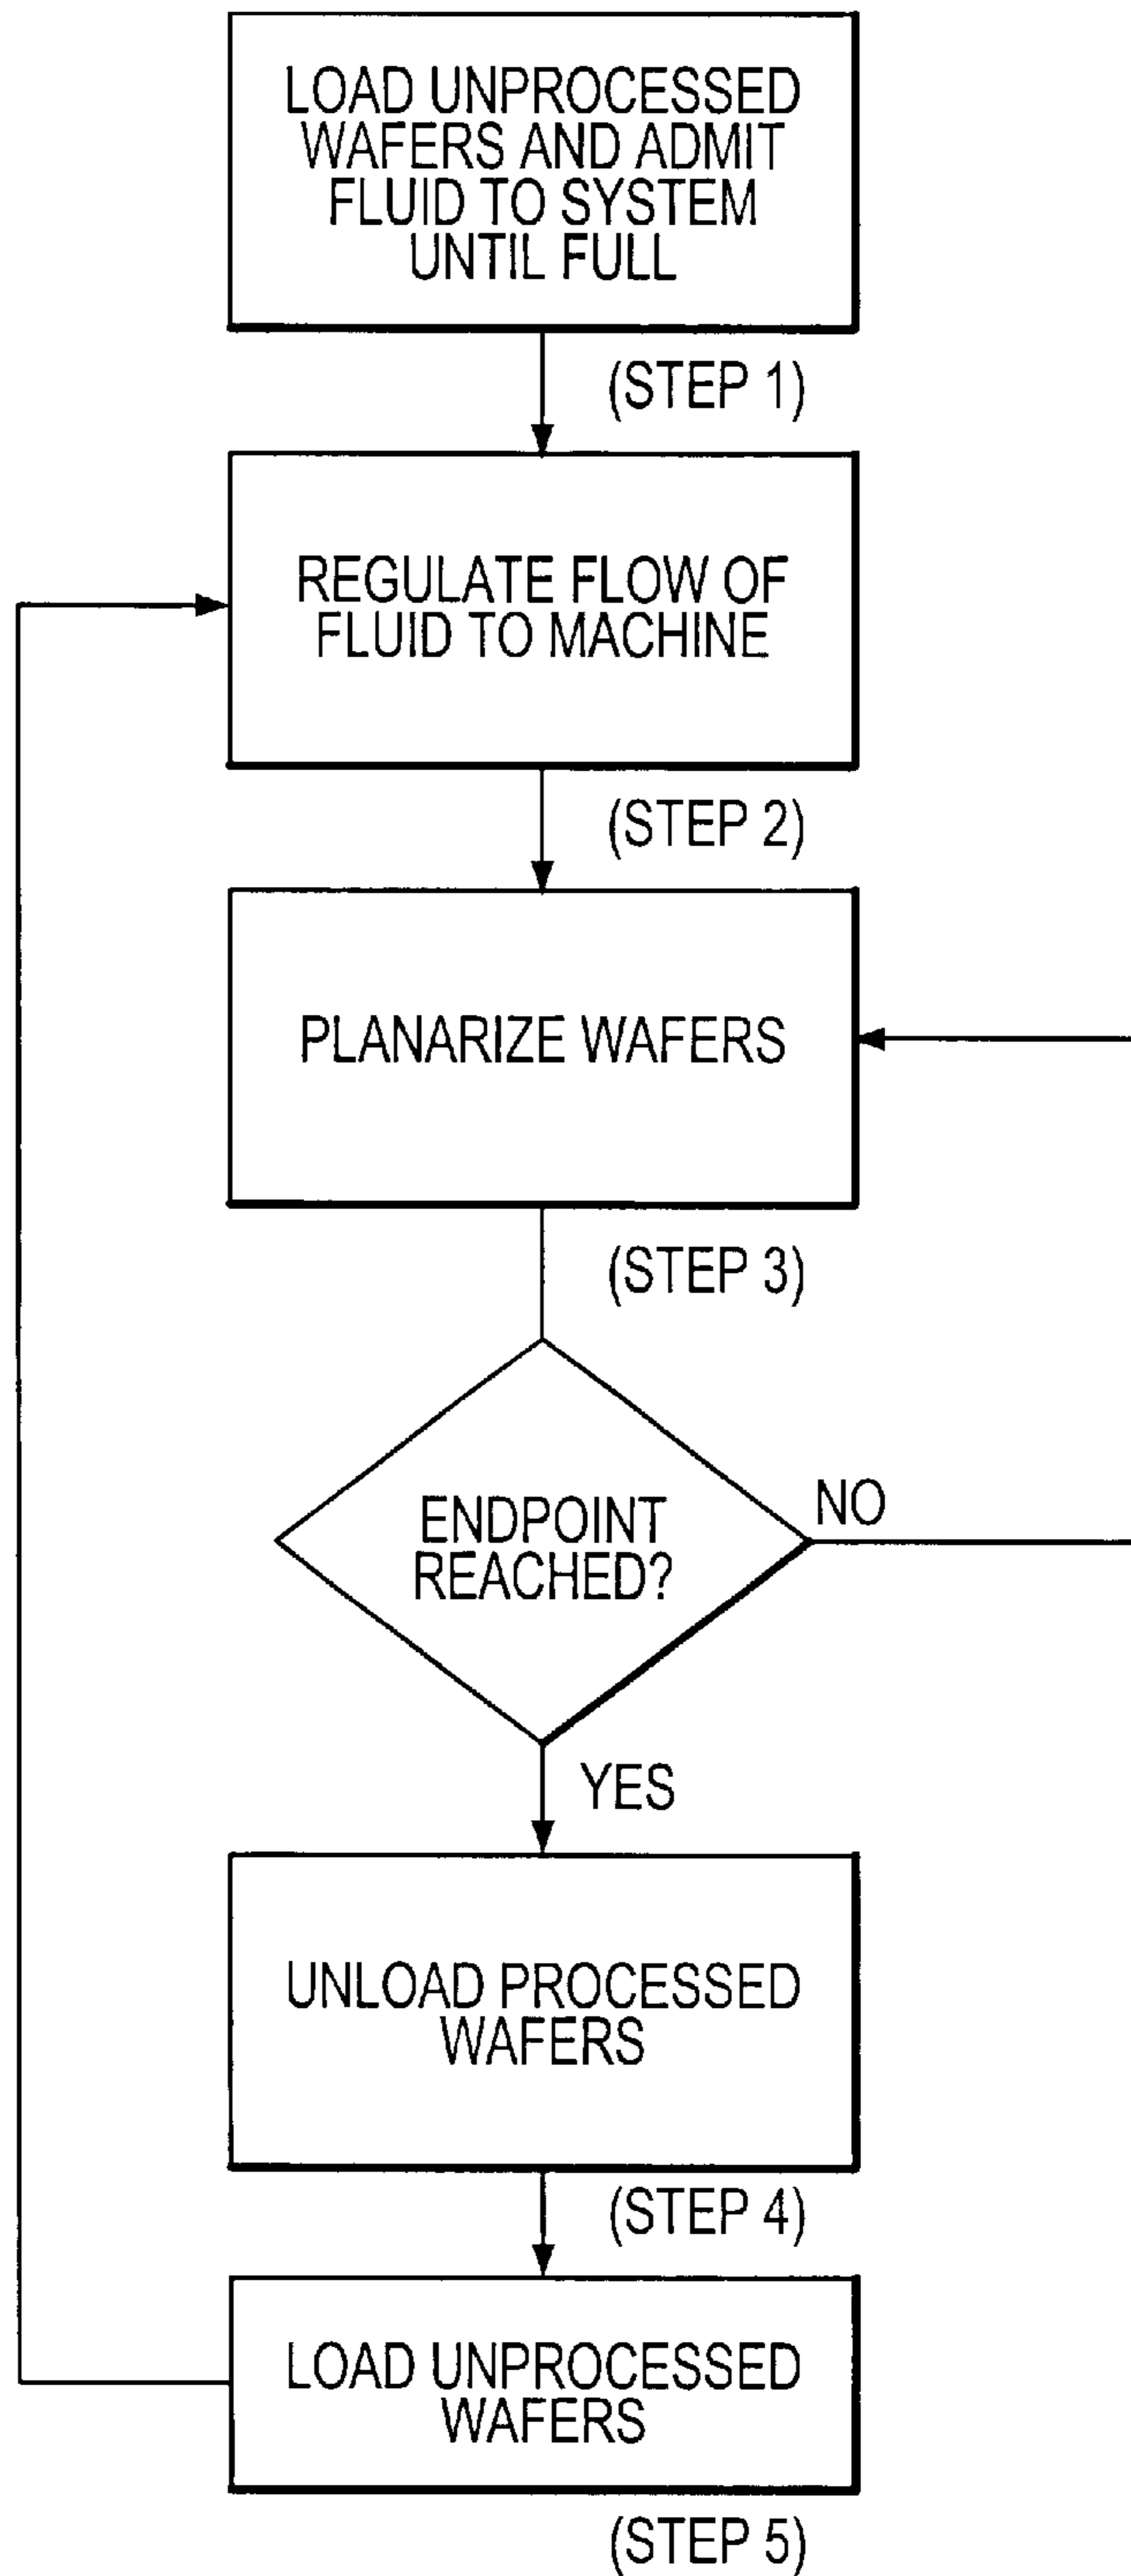 LOAD UNPROCESSED
WAFERS AND ADMIT
FLUID TO SYSTEM
UNTIL FULL
(STEP 1)
REGULATE FLOW OF
FLUID TO MACHINE
(STEP 2)
PLANARIZE WAFERS
(STEP 3)
ENDPOINT
REACHED?
NO
YES
UNLOAD PROCESSED
WAFERS
(STEP 4)
LOAD UNPROCESSED
WAFERS
(STEP 5)